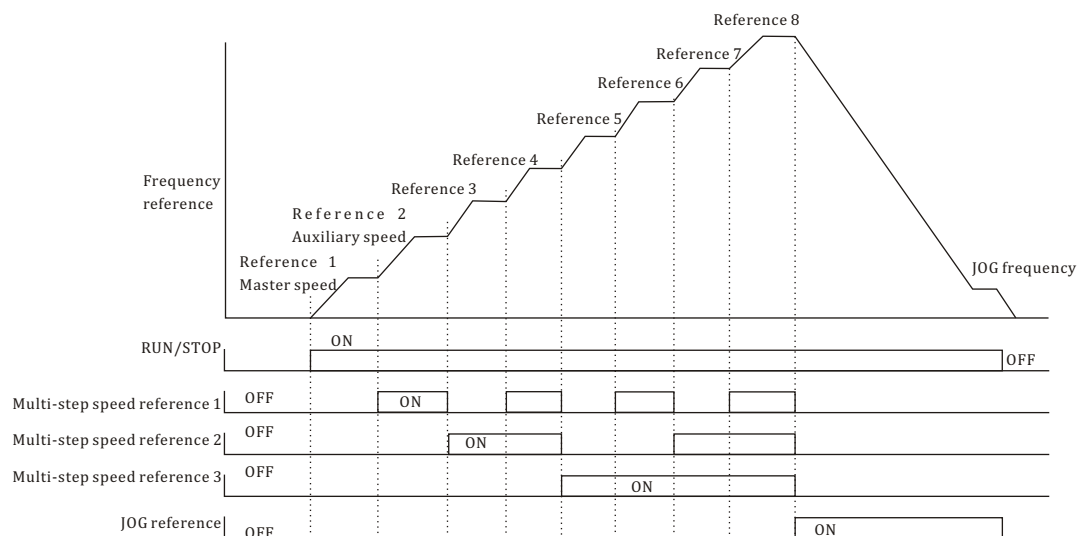 Reference 8
Reference 7
Reference 6
Reference 5
Reference 4
Reference 3
Reference 2
Auxiliary speed
Reference 1
Master speed
Frequency
reference
JOG frequency
RUN/STOP
ON
OFF
Multi-step speed reference 1
OFF
ON
Multi-step speed reference 2
OFF
ON
Multi-step speed reference 3
OFF
ON
JOG reference
OFF
ON